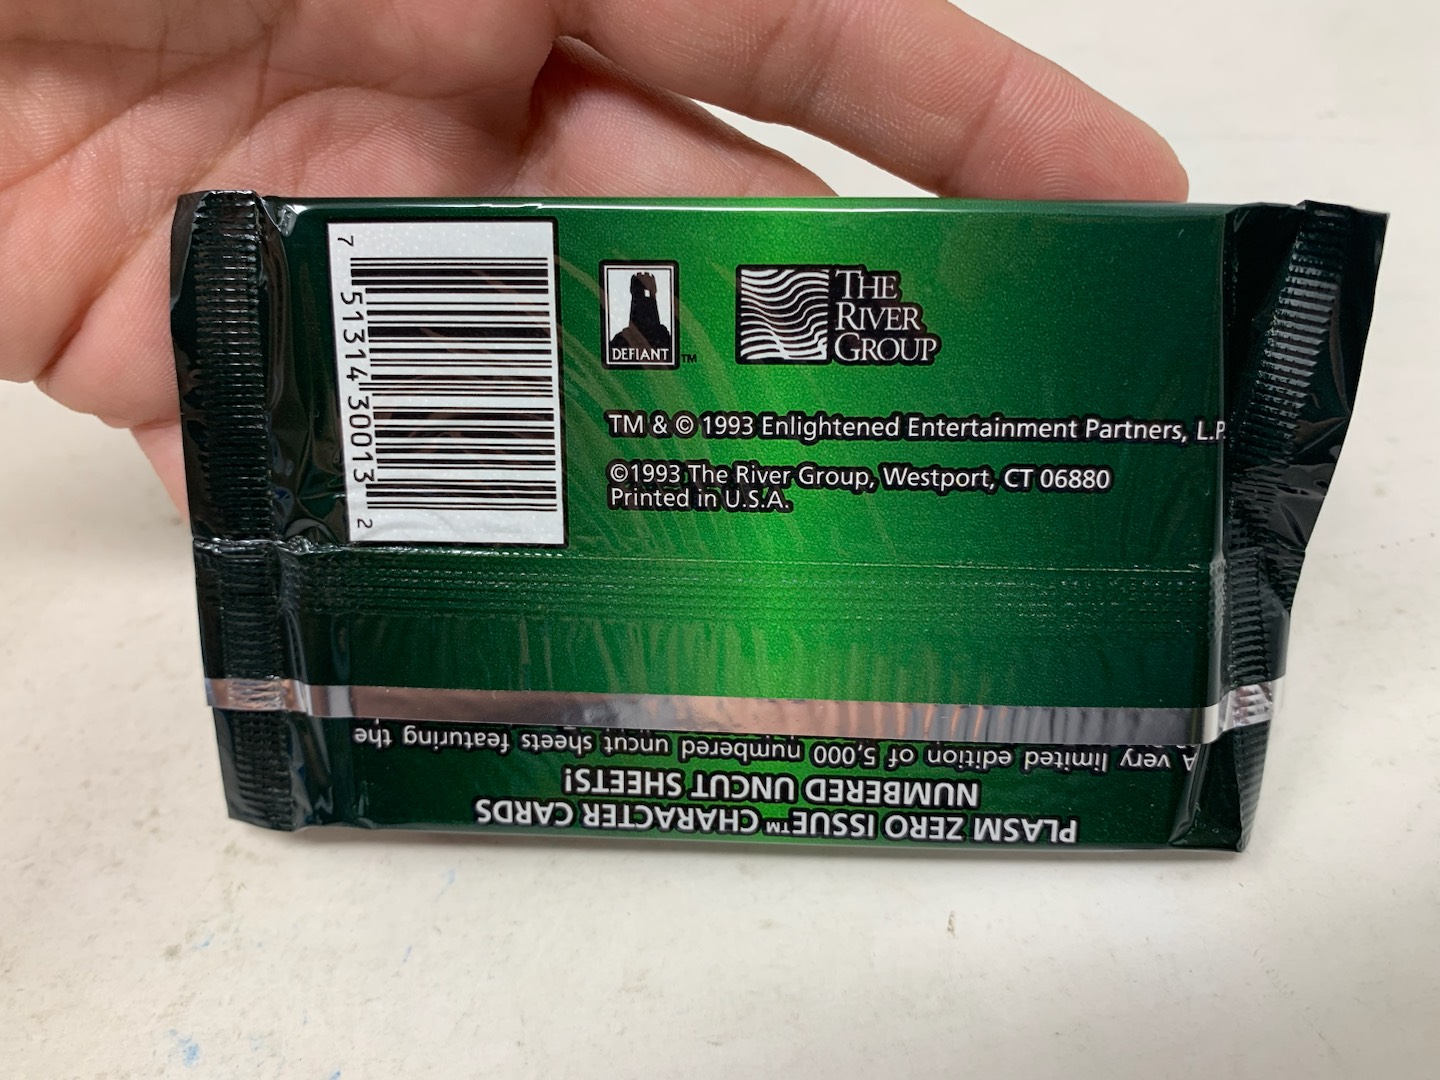 7 51314 30013 2
DEFIANT TM
THE
RIVER
GROUP
TM & © 1993 Enlightened Entertainment Partners, L.P.
©1993 The River Group, Westport, CT 06880
Printed in U.S.A.
PLASM ZERO ISSUE™ CHARACTER CARDS
NUMBERED UNCUT SHEETS!
A very limited edition of 5,000 numbered uncut sheets featuring the